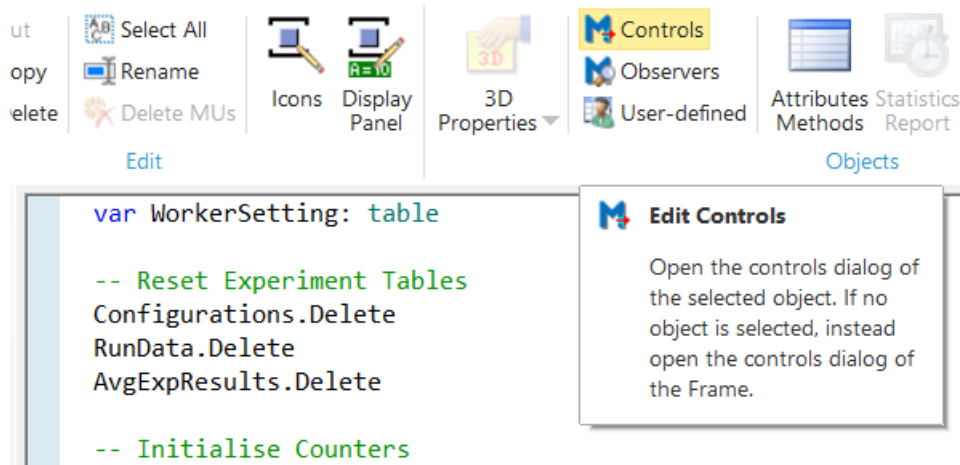 Select All
Rename
Delete MUs
Icons
Display
Panel
A=10
3D
3D
Properties
Controls
Observers
User-defined
Attributes
Methods
Statistics
Report
Edit
Objects
var WorkerSetting: table
-- Reset Experiment Tables
Configurations.Delete
RunData.Delete
AvgExpResults.Delete
-- Initialise Counters
Edit Controls
Open the controls dialog of
the selected object. If no
object is selected, instead
open the controls dialog of
the Frame.